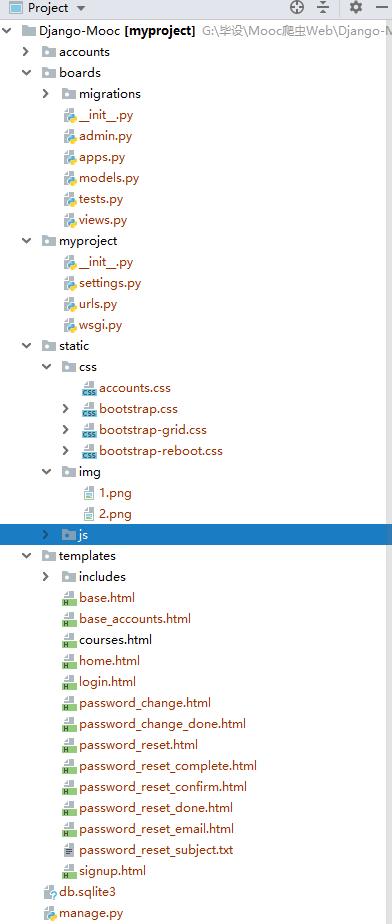 Project
Django-Mooc [myproject] G:\毕设\Mooc爬虫Web\Django-M
accounts
boards
migrations
__init__.py
admin.py
apps.py
models.py
tests.py
views.py
myproject
__init__.py
settings.py
urls.py
wsgi.py
static
css
accounts.css
bootstrap.css
bootstrap-grid.css
bootstrap-reboot.css
img
1.png
2.png
js
templates
includes
base.html
base_accounts.html
courses.html
home.html
login.html
password_change.html
password_change_done.html
password_reset.html
password_reset_complete.html
password_reset_confirm.html
password_reset_done.html
password_reset_email.html
password_reset_subject.txt
signup.html
db.sqlite3
manage.py